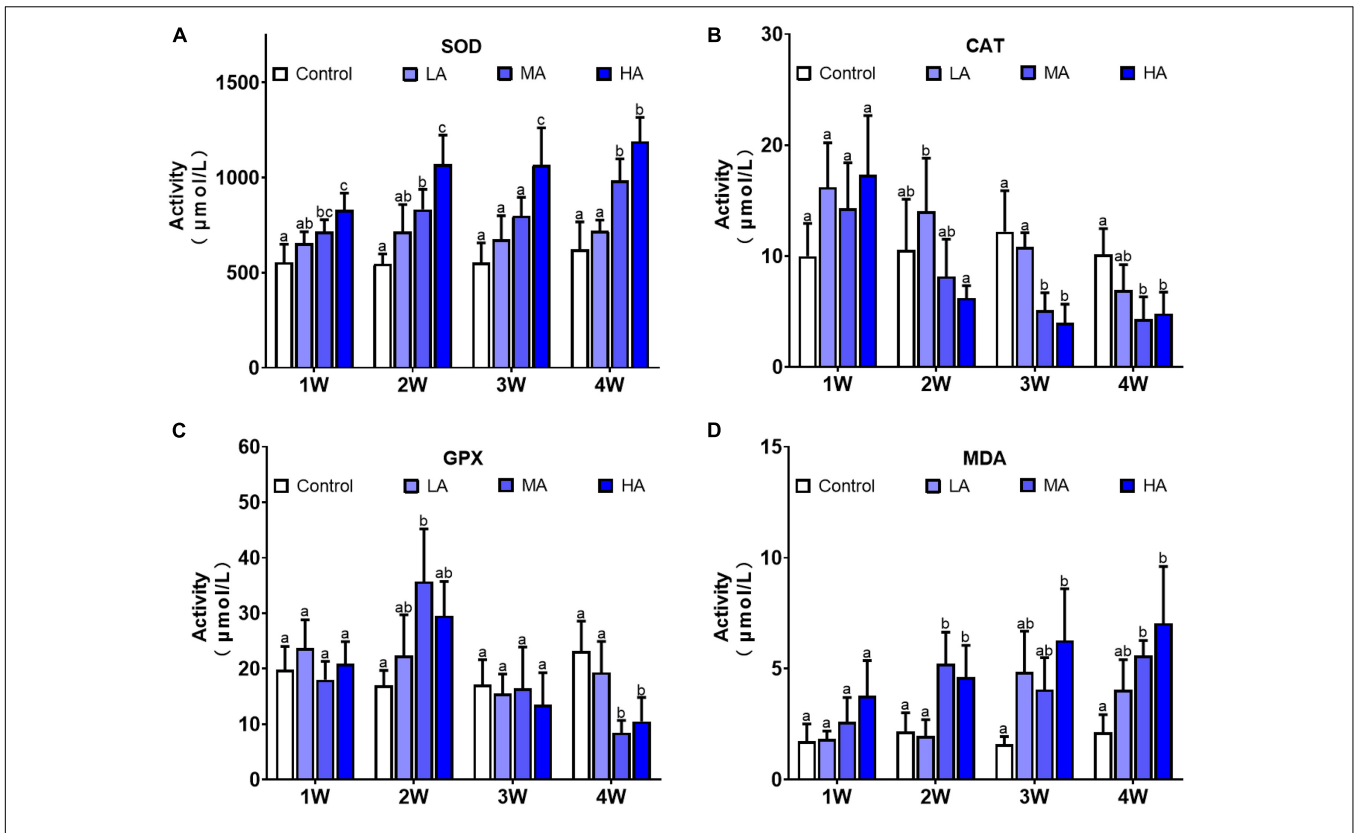 A
SOD
Control LA MA HA
Activity
( μmol/L)
1500
1000
500
0
a ab bc c a ab b c a a a c a a b b
1W 2W 3W 4W
B
CAT
Control LA MA HA
Activity
( μmol/L)
30
20
10
0
a a a a ab b ab a a a b b a ab b b
1W 2W 3W 4W
C
GPX
Control LA MA HA
Activity
( μmol/L)
60
50
40
30
20
10
0
a a a a a ab b ab a a a a a a b b
1W 2W 3W 4W
D
MDA
Control LA MA HA
Activity
( μmol/L)
15
10
5
0
a a a a a a b b a ab ab b a ab b b
1W 2W 3W 4W